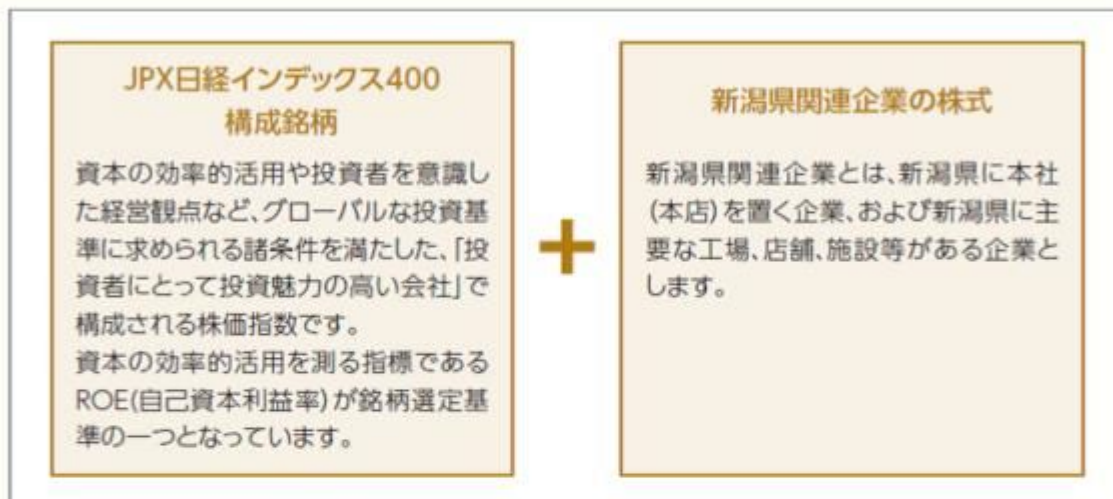 JPX日経インデックス400
構成銘柄
資本の効率的活用や投資者を意識し
た経営観点など、グローバルな投資基
準に求められる諸条件を満たした、「投
資者にとって投資魅力の高い会社」で
構成される株価指数です。
資本の効率的活用を測る指標である
ROE(自己資本利益率)が銘柄選定基
準の一つとなっています。
+
新潟県関連企業の株式
新潟県関連企業とは、新潟県に本社
(本店)を置く企業、および新潟県に主
要な工場、店舗、施設等がある企業と
します。